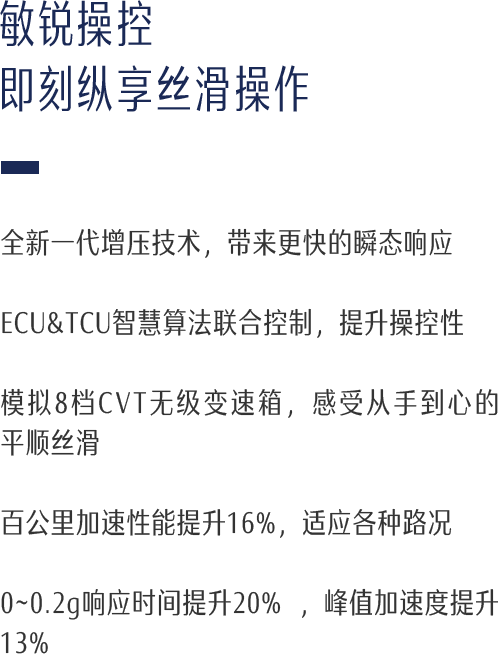 敏锐操控
即刻纵享丝滑操作
全新一代增压技术，带来更快的瞬态响应
ECU&TCU智慧算法联合控制，提升操控性
模拟8档CVT无级变速箱，感受从手到心的
平顺丝滑
百公里加速性能提升16%，适应各种路况
0~0.2g响应时间提升20% ，峰值加速度提升
13%